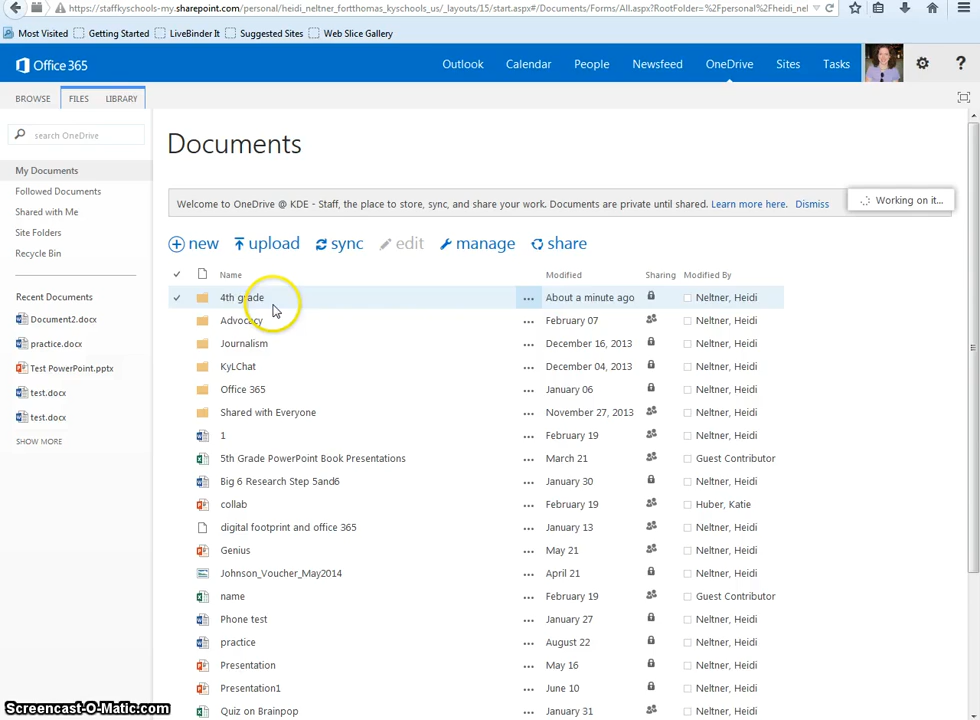 https://staffkyschools-my.sharepoint.com/personal/heidi_neltner_fortthomas_kyschools_us/_layouts/15/start.aspx#/Documents/Forms/All.aspx?RootFolder=%2Fpersonal%2Fheidi_nel
Most Visited Getting Started LiveBinder It Suggested Sites Web Slice Gallery
Office 365 Outlook Calendar People Newsfeed OneDrive Sites Tasks ?
BROWSE FILES LIBRARY
search OneDrive
My Documents
Followed Documents
Shared with Me
Site Folders
Recycle Bin
Recent Documents
Document2.docx
practice.docx
Test PowerPoint.pptx
test.docx
test.docx
SHOW MORE
Documents
Welcome to OneDrive @ KDE - Staff, the place to store, sync, and share your work. Documents are private until shared. Learn more here. Dismiss
Working on it...
new upload sync edit manage share
Name Modified Sharing Modified By
4th grade ... About a minute ago Neltner, Heidi
Advocacy ... February 07 Neltner, Heidi
Journalism ... December 16, 2013 Neltner, Heidi
KyLChat ... December 04, 2013 Neltner, Heidi
Office 365 ... January 06 Neltner, Heidi
Shared with Everyone ... November 27, 2013 Neltner, Heidi
1 ... February 19 Neltner, Heidi
5th Grade PowerPoint Book Presentations ... March 21 Guest Contributor
Big 6 Research Step 5and6 ... January 30 Neltner, Heidi
collab ... February 19 Huber, Katie
digital footprint and office 365 ... January 13 Neltner, Heidi
Genius ... May 21 Neltner, Heidi
Johnson_Voucher_May2014 ... April 21 Neltner, Heidi
name ... February 19 Guest Contributor
Phone test ... January 27 Neltner, Heidi
practice ... August 22 Neltner, Heidi
Presentation ... May 16 Neltner, Heidi
Presentation1 ... June 10 Neltner, Heidi
Quiz on Brainpop ... January 31 Neltner, Heidi
Screencast-O-Matic.com